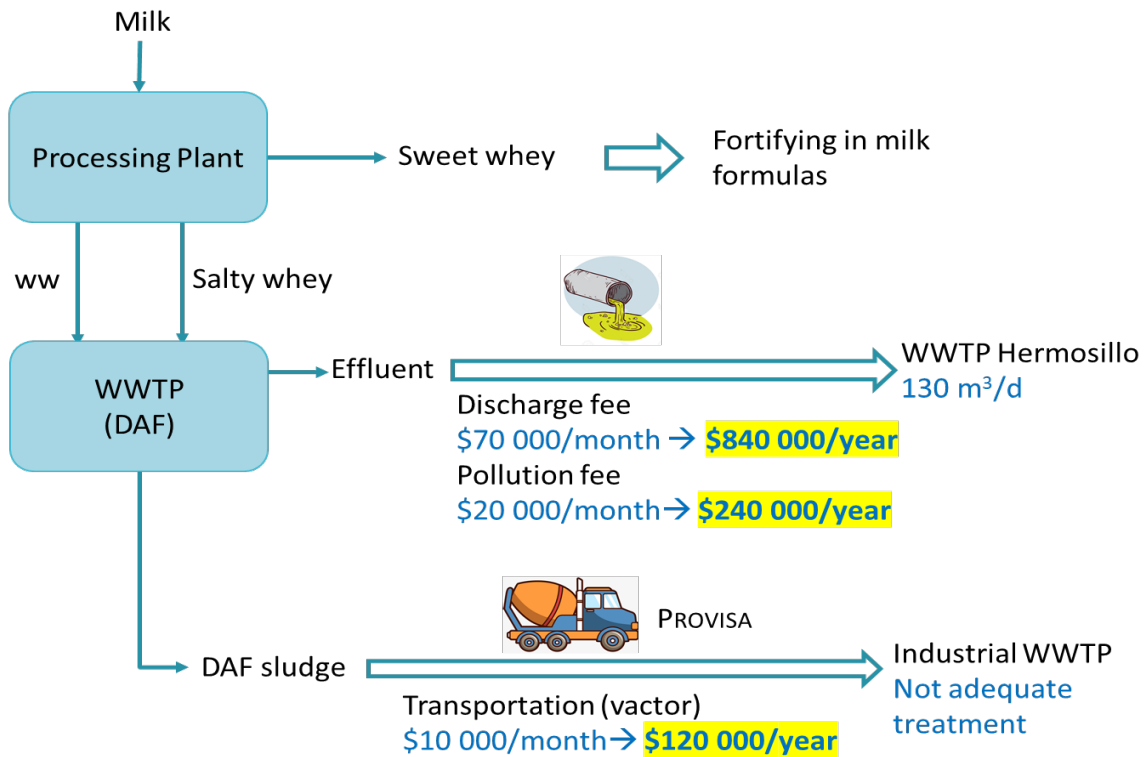 Milk
Processing Plant
Sweet whey
Fortifying in milk
formulas
ww
Salty whey
WWTP
(DAF)
Effluent
WWTP Hermosillo
130 m³/d
Discharge fee
$70 000/month → $840 000/year
Pollution fee
$20 000/month → $240 000/year
PROVISA
DAF sludge
Industrial WWTP
Not adequate
treatment
Transportation (vactor)
$10 000/month → $120 000/year